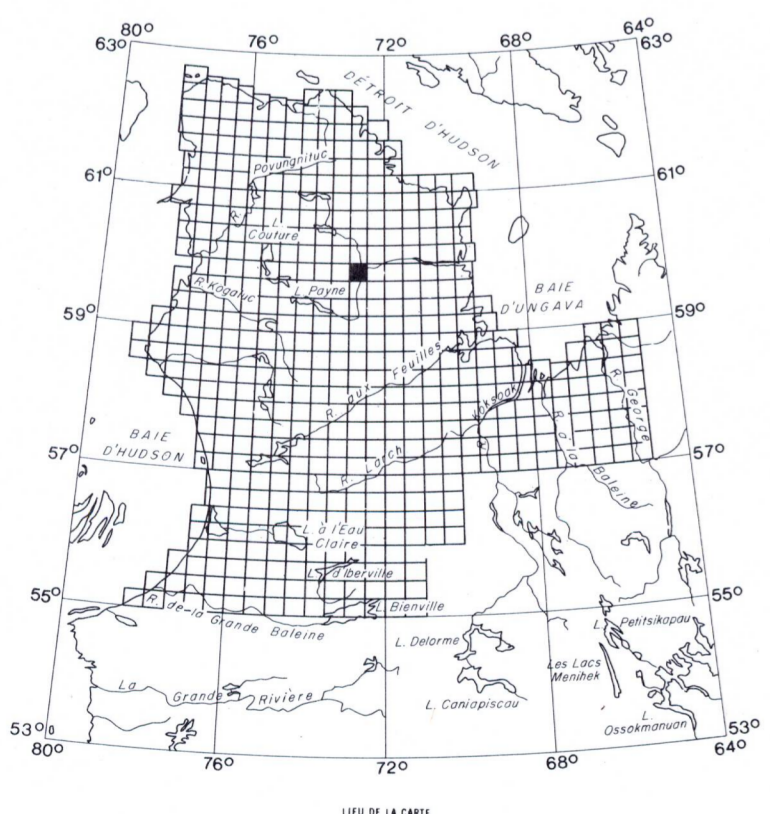 80° 76° 72° 68° 64°
63° 63°
DÉTROIT D'HUDSON
Povungnituc
61° 61°
R.
L.
Couture
BAIE
D'UNGAVA
L. Payne
R. Kogaluc
59° 59°
R. aux Feuilles
Koksoak
R. George
R. à la Baleine
BAIE
D'HUDSON
57° 57°
R. Larch
L. à l'Eau
Claire
L. d'Iberville
55° 55°
R. de-la Grande Baleine
L. Bienville
L. Petitsikapau
L. Delorme
Les Lacs
Menihek
La Grande Rivière
L. Caniapiscau
L.
Ossokmanuan
53° 53°
80° 76° 72° 68° 64°
LIEU DE LA CARTE